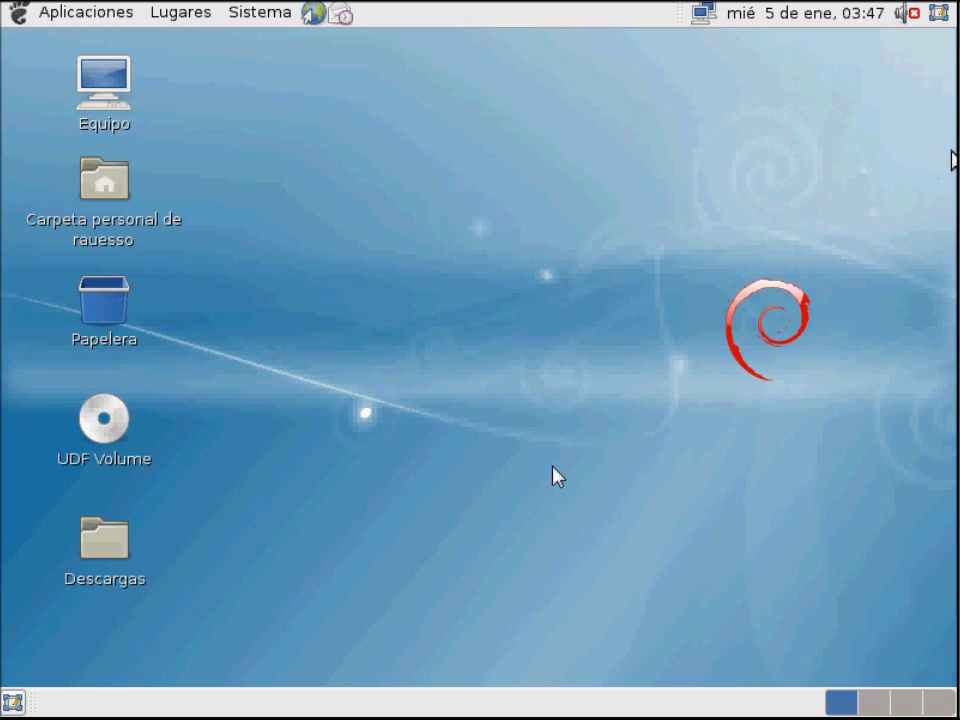 Aplicaciones Lugares Sistema mié 5 de ene, 03:47
Equipo
Carpeta personal de
rauesso
Papelera
UDF Volume
Descargas